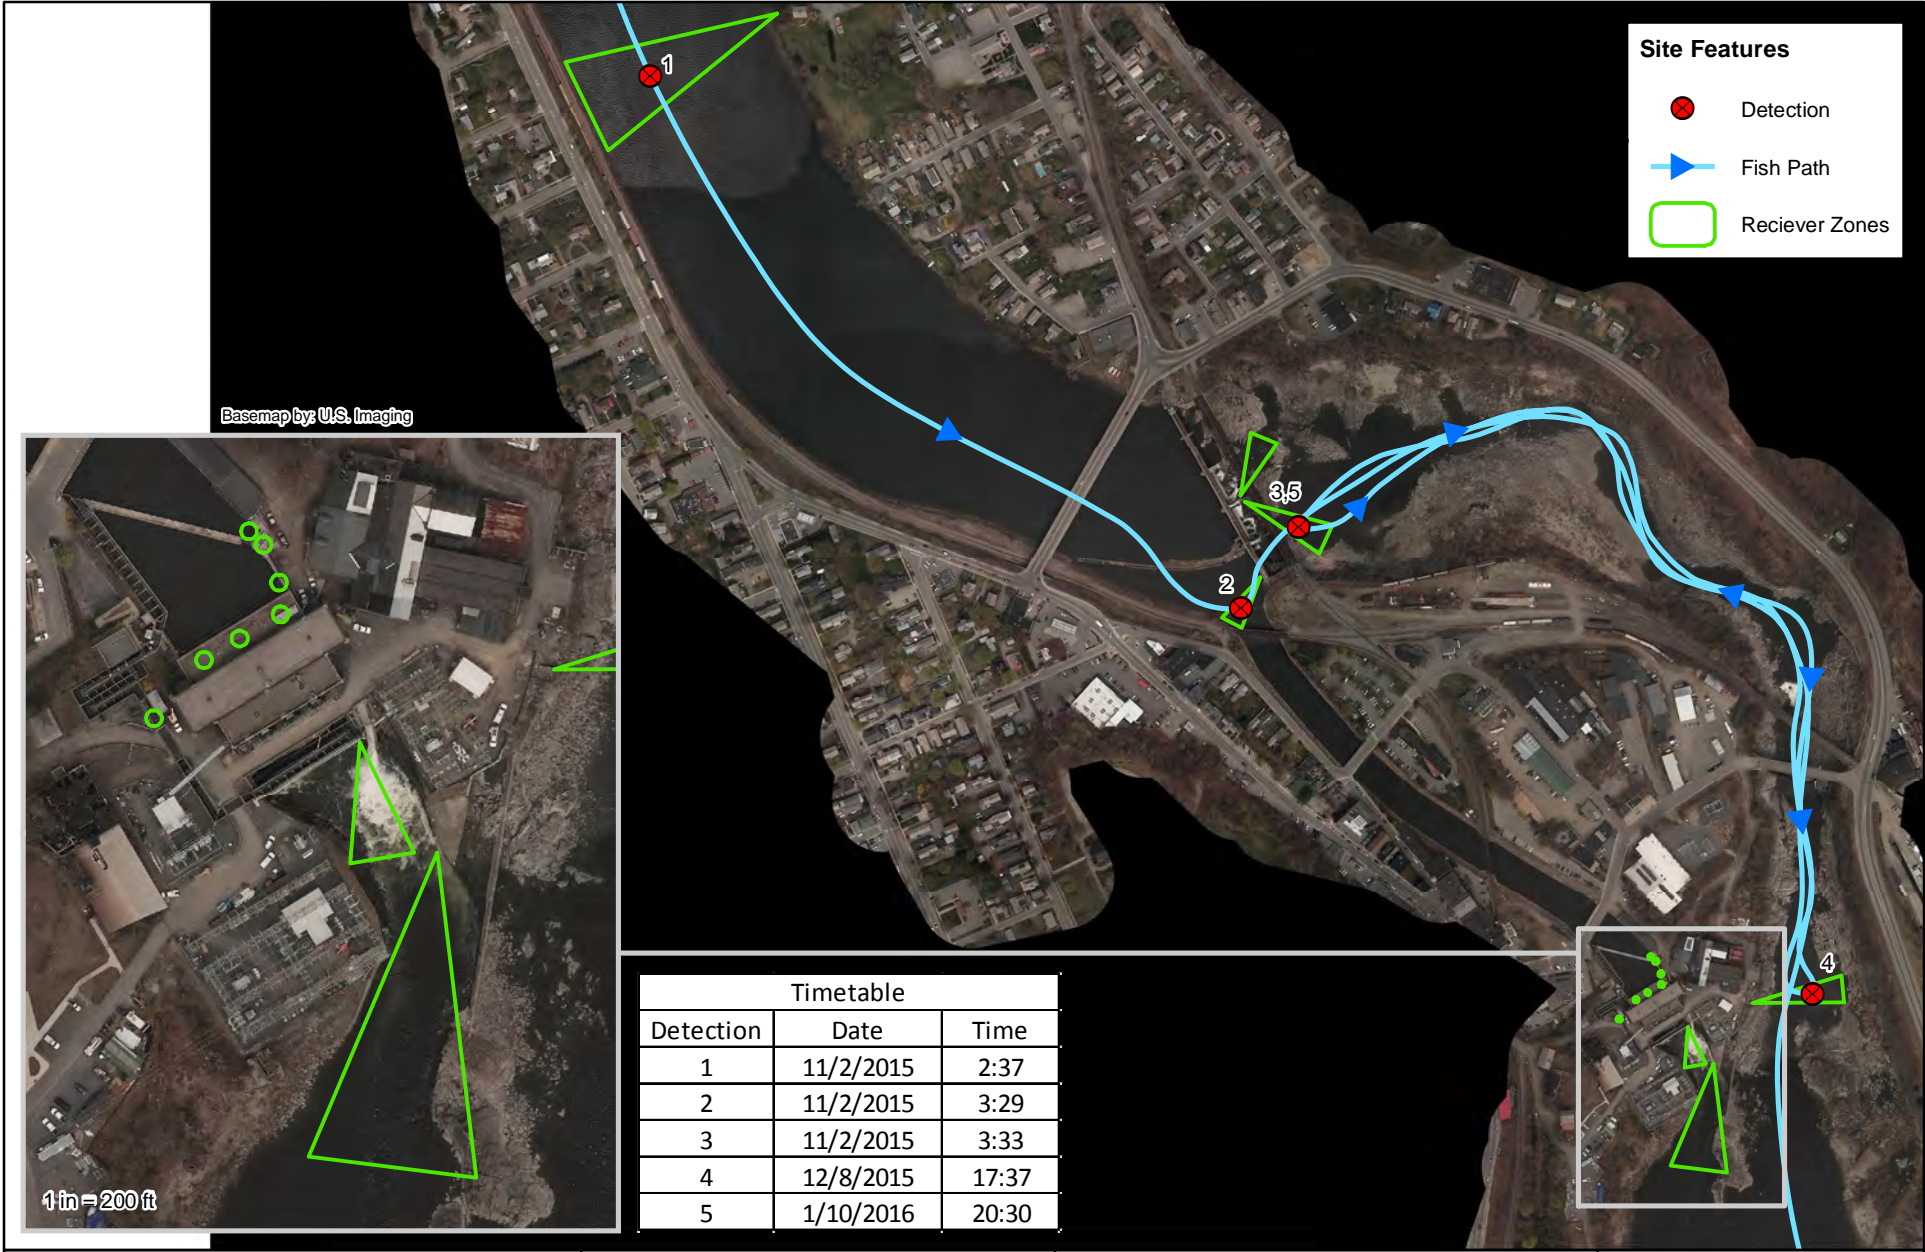 Site Features
Detection
Fish Path
Reciever Zones
1
Basemap by: U.S. Imaging
3,5
2
4
1 in = 200 ft
Timetable
Detection Date Time
1 11/2/2015 2:37
2 11/2/2015 3:29
3 11/2/2015 3:33
4 12/8/2015 17:37
5 1/10/2016 20:30